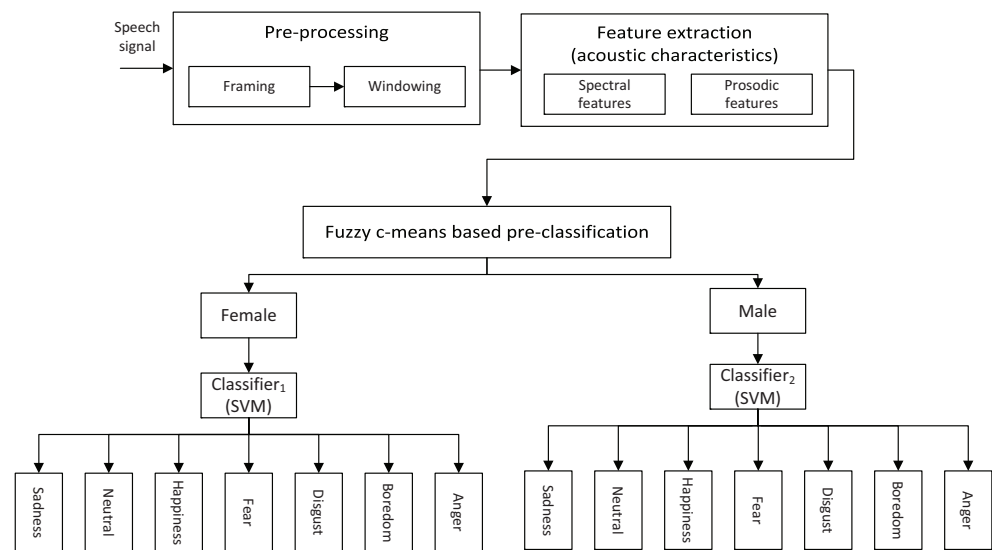 Speech
signal
Pre-processing
Framing
Windowing
Feature extraction
(acoustic characteristics)
Spectral
features
Prosodic
features
Fuzzy c-means based pre-classification
Female
Male
Classifier₁
(SVM)
Classifier₂
(SVM)
Sadness
Neutral
Happiness
Fear
Disgust
Boredom
Anger
Sadness
Neutral
Happiness
Fear
Disgust
Boredom
Anger